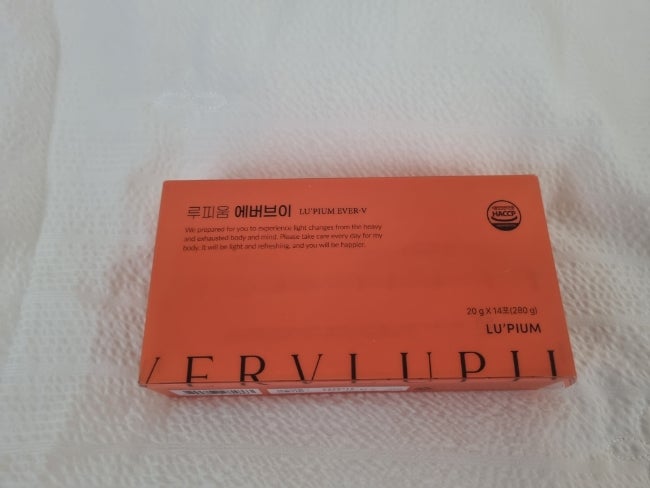 루피움 에버브이 LU'PIUM EVER-V
We prepared for you to experience light changes from the heavy
and exhausted body and mind. Please take care every day for my
body. It will be light and refreshing, and you will be happier.
HACCP
20 g X 14포(280 g)
LU'PIUM
VERVLUPIU